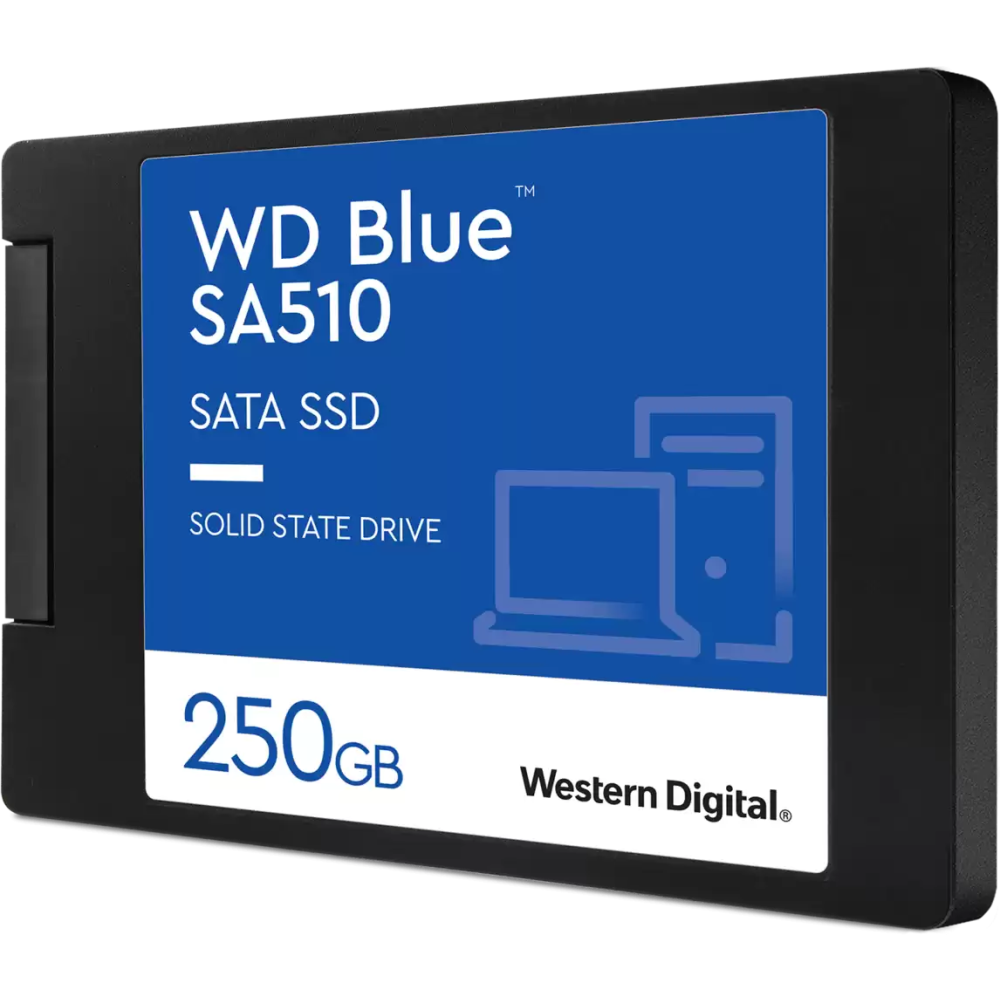 WD Blue™
SA510
SATA SSD
SOLID STATE DRIVE
250GB
Western Digital®